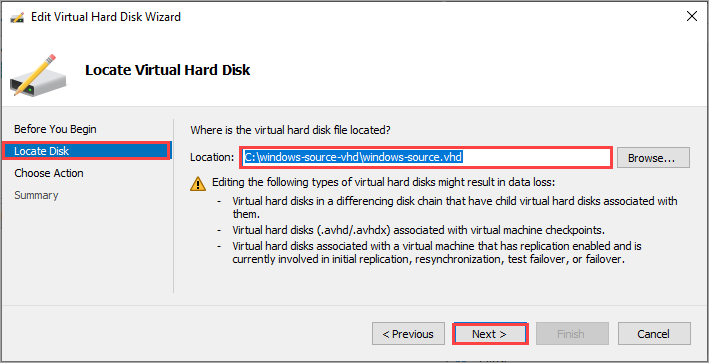 Edit Virtual Hard Disk Wizard
Locate Virtual Hard Disk
Before You Begin
Locate Disk
Choose Action
Summary
Where is the virtual hard disk file located?
Location: C:\windows-source-vhd\windows-source.vhd Browse...
Editing the following types of virtual hard disks might result in data loss:
- Virtual hard disks in a differencing disk chain that have child virtual hard disks associated with
them.
- Virtual hard disks (.avhd/.avhdx) associated with virtual machine checkpoints.
- Virtual hard disks associated with a virtual machine that has replication enabled and is
currently involved in initial replication, resynchronization, test failover, or failover.
< Previous Next > Finish Cancel